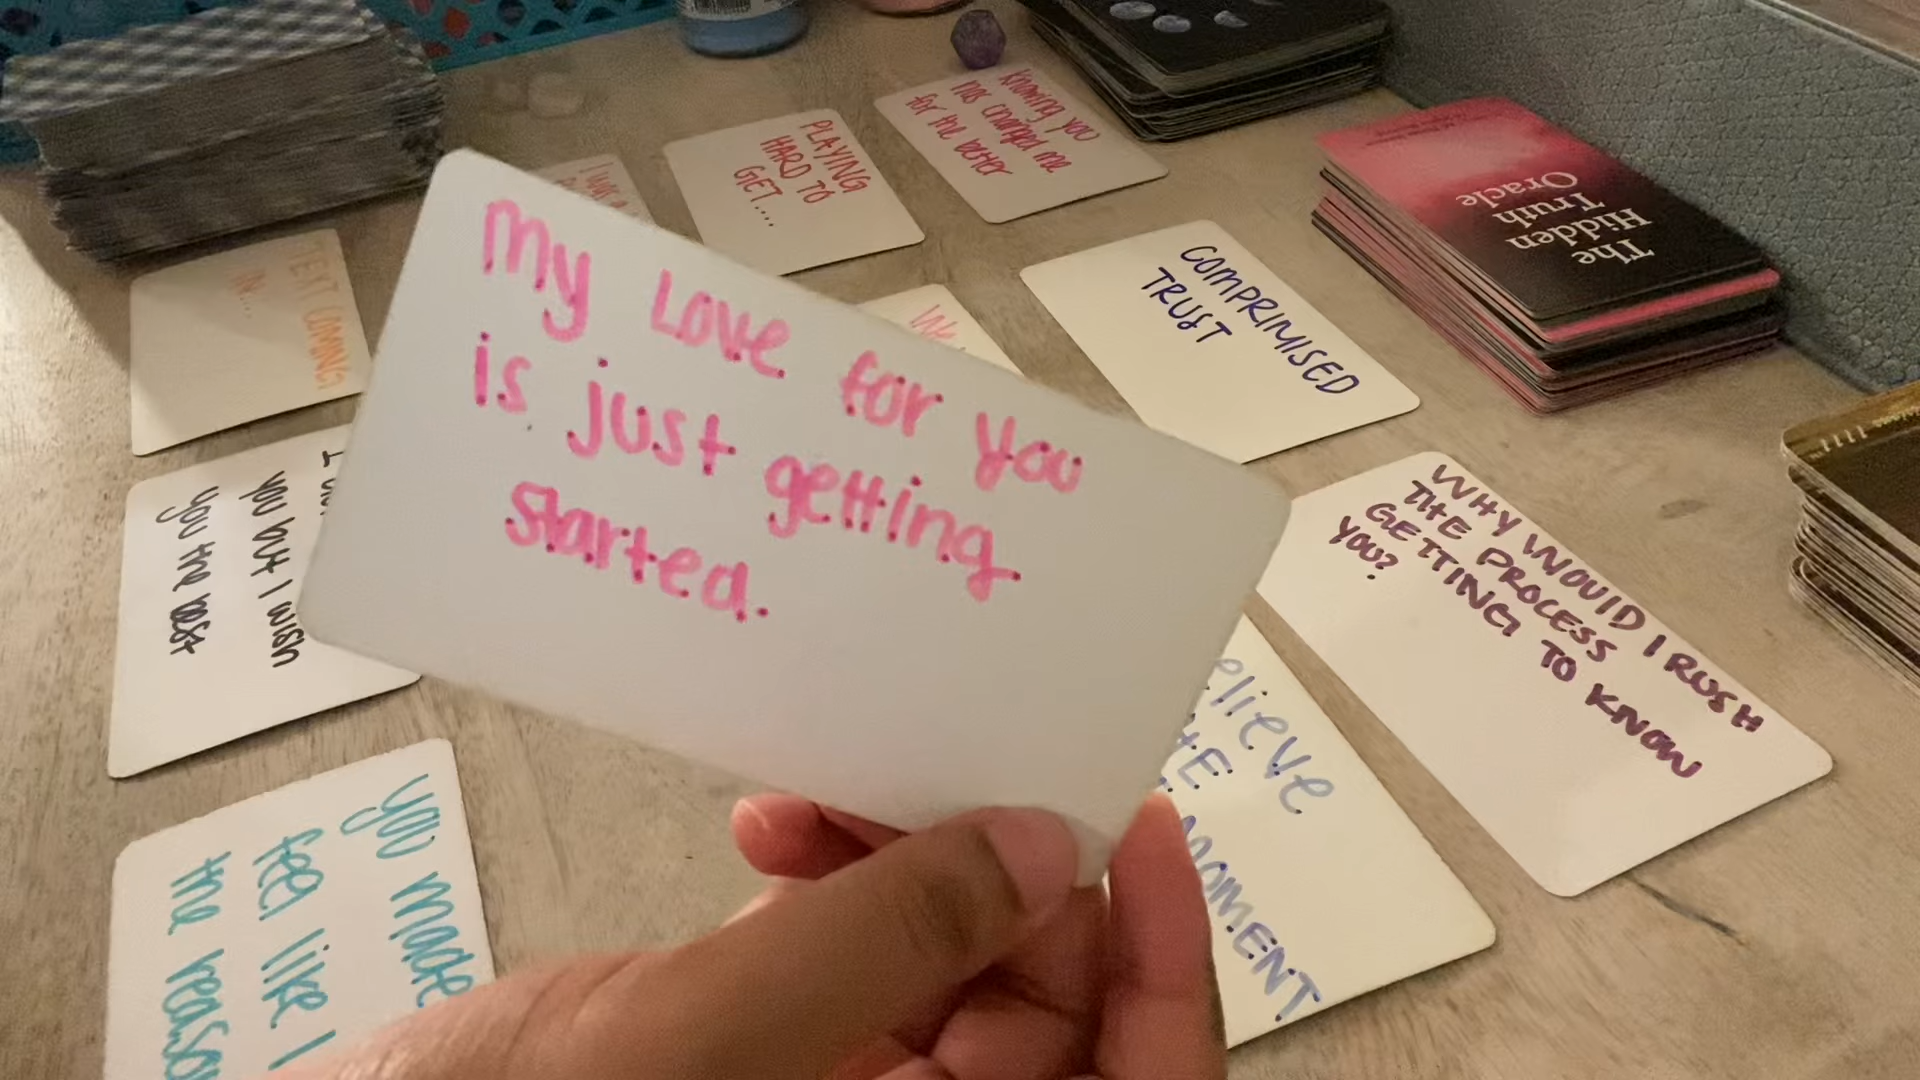 My Love for you
is just getting
started.
PLAYING
HARD TO
GET....
Knowing you
has changed me
for the better
COMPRIMISED
TRUST
The
Hidden
Truth
Oracle
TEXT COMING
IN...
WHY WOULD I RUSH
THE PROCESS
GETTING TO KNOW
YOU?
you but I wish
you the best
MOMENT
you made
feel like I
the reason
I was